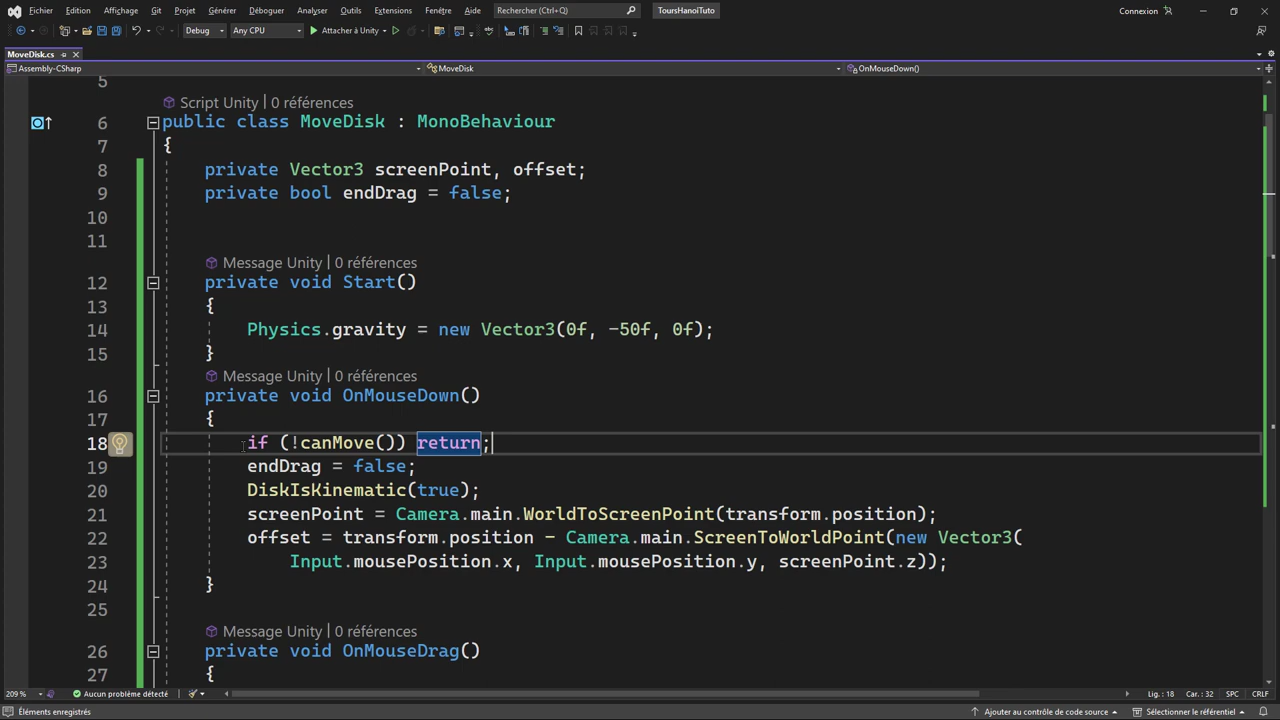 Fichier Edition Affichage Git Projet Générer Déboguer Analyser Outils Extensions Fenêtre Aide Rechercher (Ctrl+Q) ToursHanoiTuto Connexion
Debug Any CPU Attacher à Unity
MoveDisk.cs
Assembly-CSharp MoveDisk OnMouseDown()
5
Script Unity | 0 références
6 public class MoveDisk : MonoBehaviour
7 {
8 private Vector3 screenPoint, offset;
9 private bool endDrag = false;
10
11
Message Unity | 0 références
12 private void Start()
13 {
14 Physics.gravity = new Vector3(0f, -50f, 0f);
15 }
Message Unity | 0 références
16 private void OnMouseDown()
17 {
18 if (!canMove()) return;
19 endDrag = false;
20 DiskIsKinematic(true);
21 screenPoint = Camera.main.WorldToScreenPoint(transform.position);
22 offset = transform.position - Camera.main.ScreenToWorldPoint(new Vector3(
23 Input.mousePosition.x, Input.mousePosition.y, screenPoint.z));
24 }
25
Message Unity | 0 références
26 private void OnMouseDrag()
27 {
209 % Aucun problème détecté Lig. : 18 Car. : 32 SPC CRLF
Éléments enregistrés Ajouter au contrôle de code source Sélectionner le référentiel